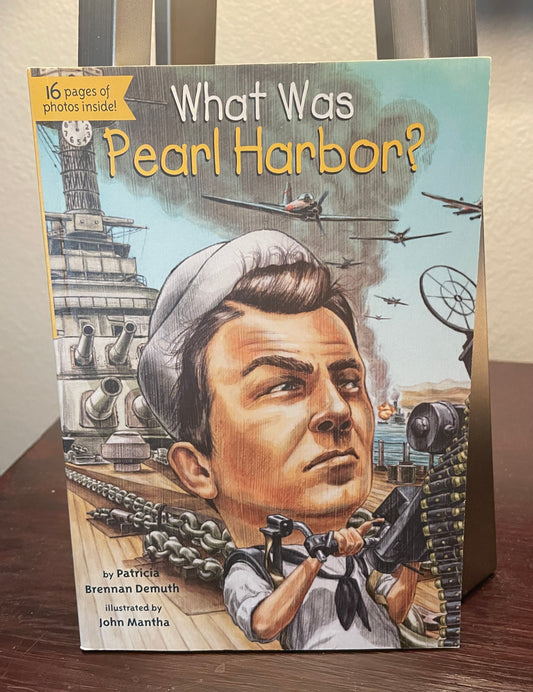 16 pages of
photos inside!
What Was
Pearl Harbor?
by Patricia
Brennan Demuth
illustrated by
John Mantha